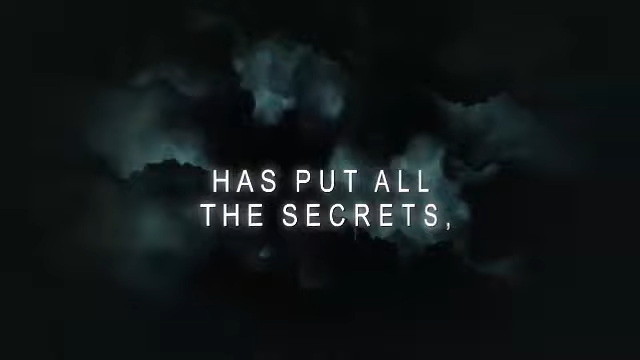 HAS PUT ALL
THE SECRETS,